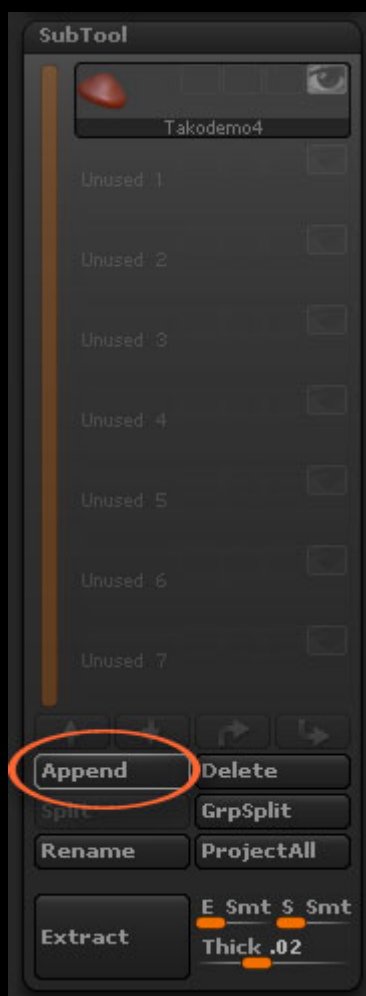 SubTool
Takodemo4
Unused 1
Unused 2
Unused 3
Unused 4
Unused 5
Unused 6
Unused 7
Append Delete
Split GrpSplit
Rename ProjectAll
E Smt S Smt
Extract
Thick .02